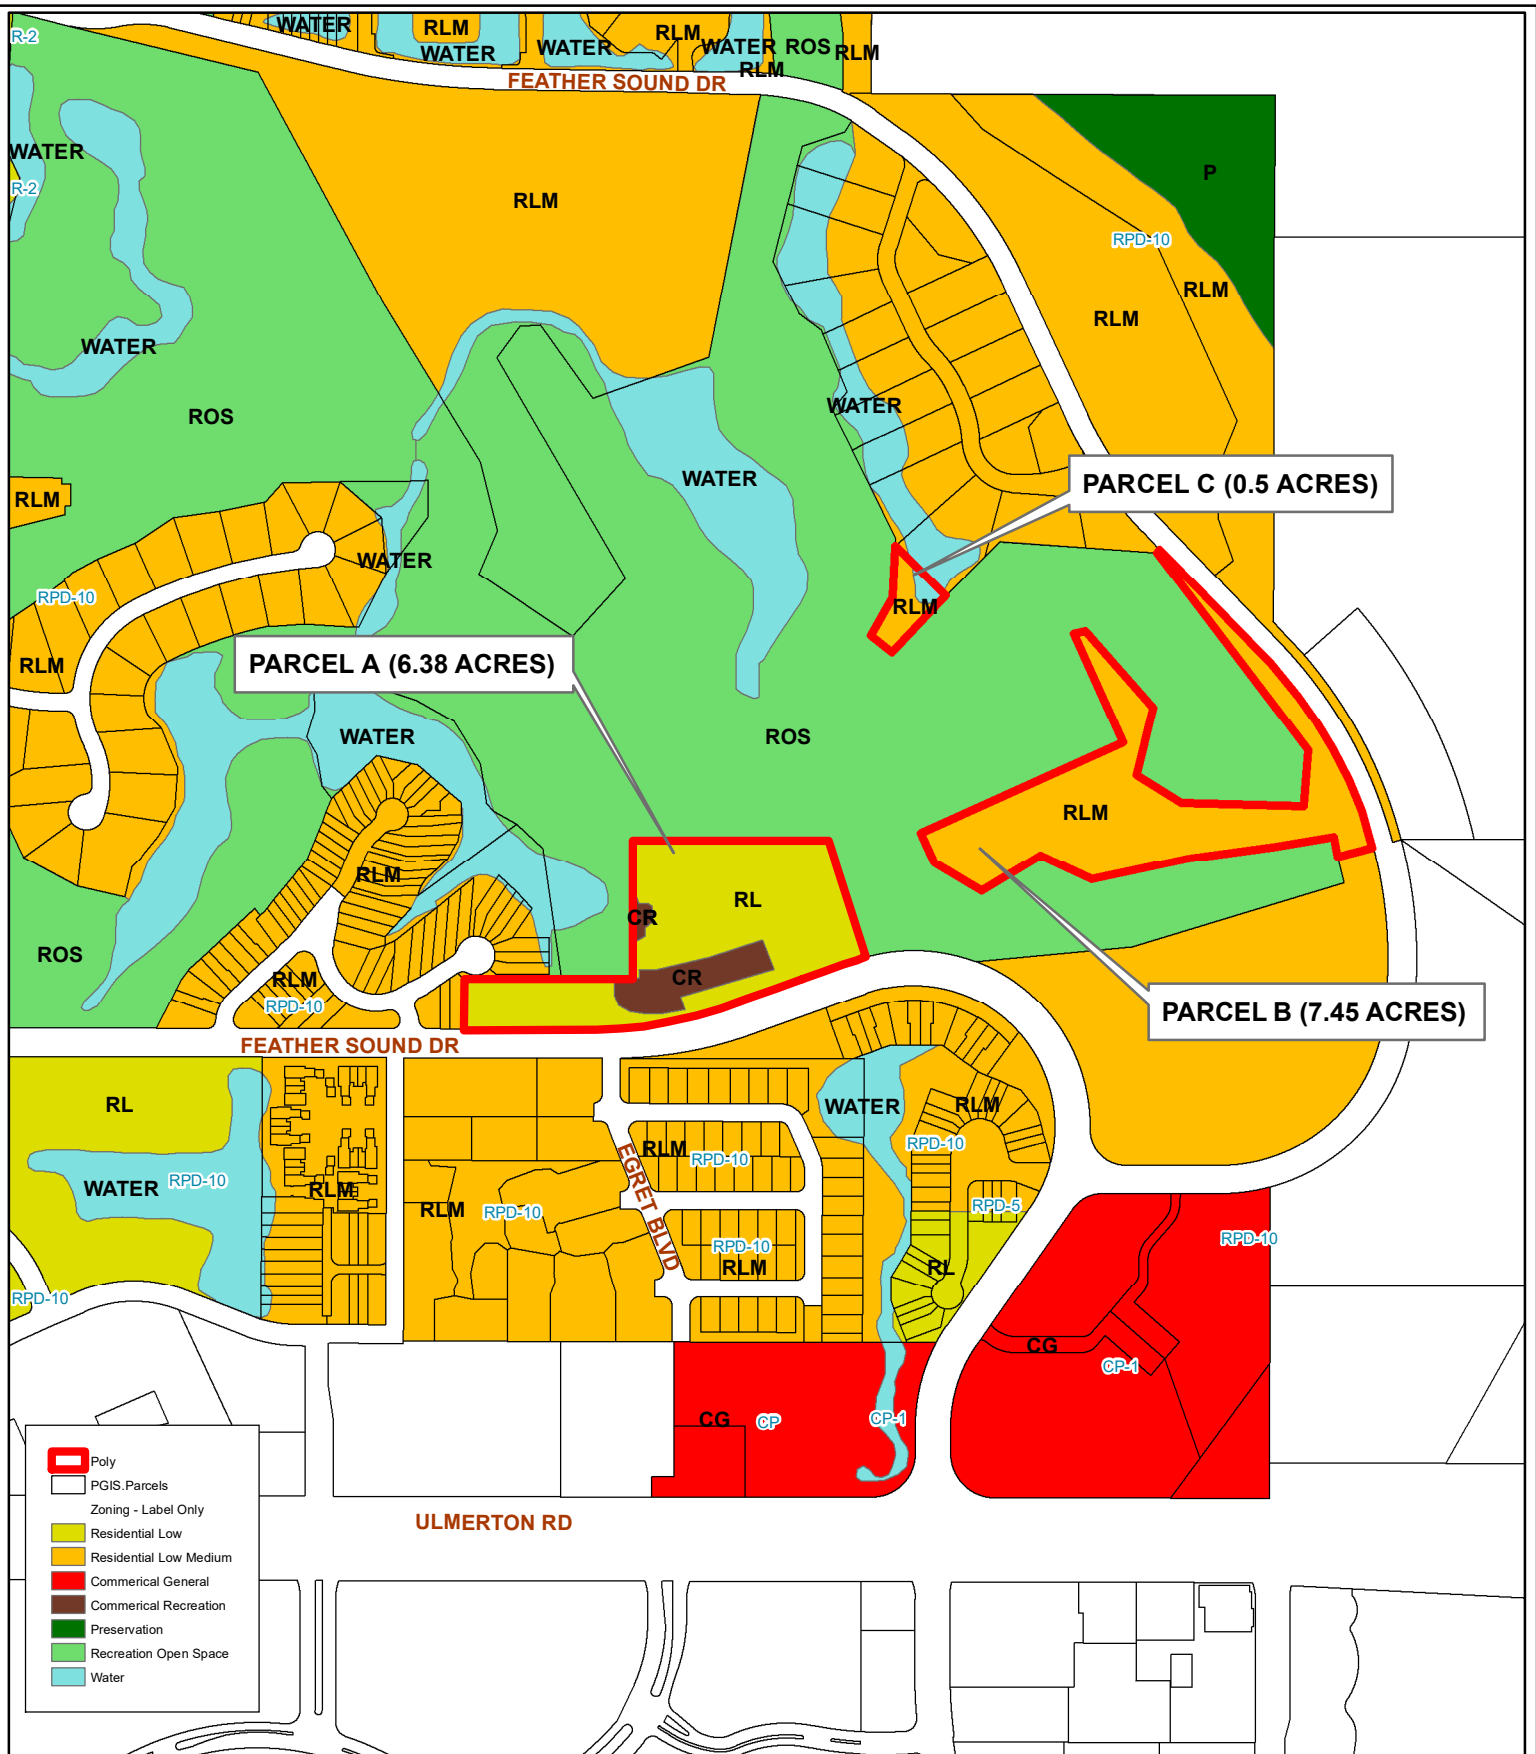 R-2
WATER
RLM
WATER
WATER
RLM
WATER
ROS
RLM
RLM
FEATHER SOUND DR
WATER
R-2
RLM
P
RPD-10
RLM
RLM
WATER
ROS
WATER
WATER
RLM
PARCEL C (0.5 ACRES)
WATER
RPD-10
RLM
RLM
PARCEL A (6.38 ACRES)
WATER
ROS
RLM
RLM
RL
CR
ROS
RLM
CR
RPD-10
PARCEL B (7.45 ACRES)
FEATHER SOUND DR
RL
WATER
RLM
RPD-10
RLM
RPD-10
EGRET BLVD
WATER
RPD-10
RLM
RLM
RPD-10
RPD-5
RPD-10
RPD-10
RLM
RL
RPD-10
CG
CP-1
CG
CP
CP-1
Poly
PGIS.Parcels
Zoning - Label Only
Residential Low
Residential Low Medium
Commerical General
Commerical Recreation
Preservation
Recreation Open Space
Water
ULMERTON RD